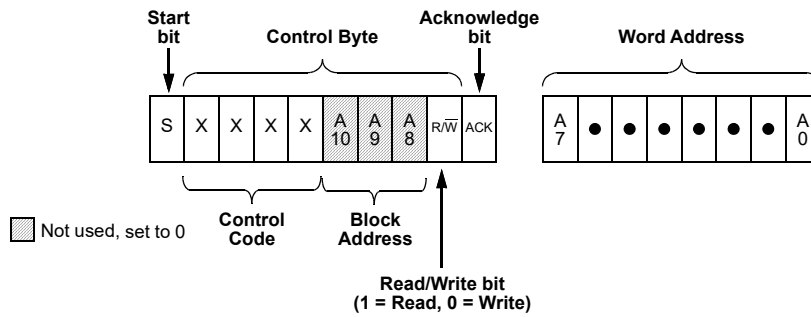 Start
bit
Control Byte
Acknowledge
bit
Word Address
S X X X X A
10 A
9 A
8 R/W̅ ACK
A
7 ● ● ● ● ● ● A
0
Control
Code
Block
Address
Not used, set to 0
Read/Write bit
(1 = Read, 0 = Write)